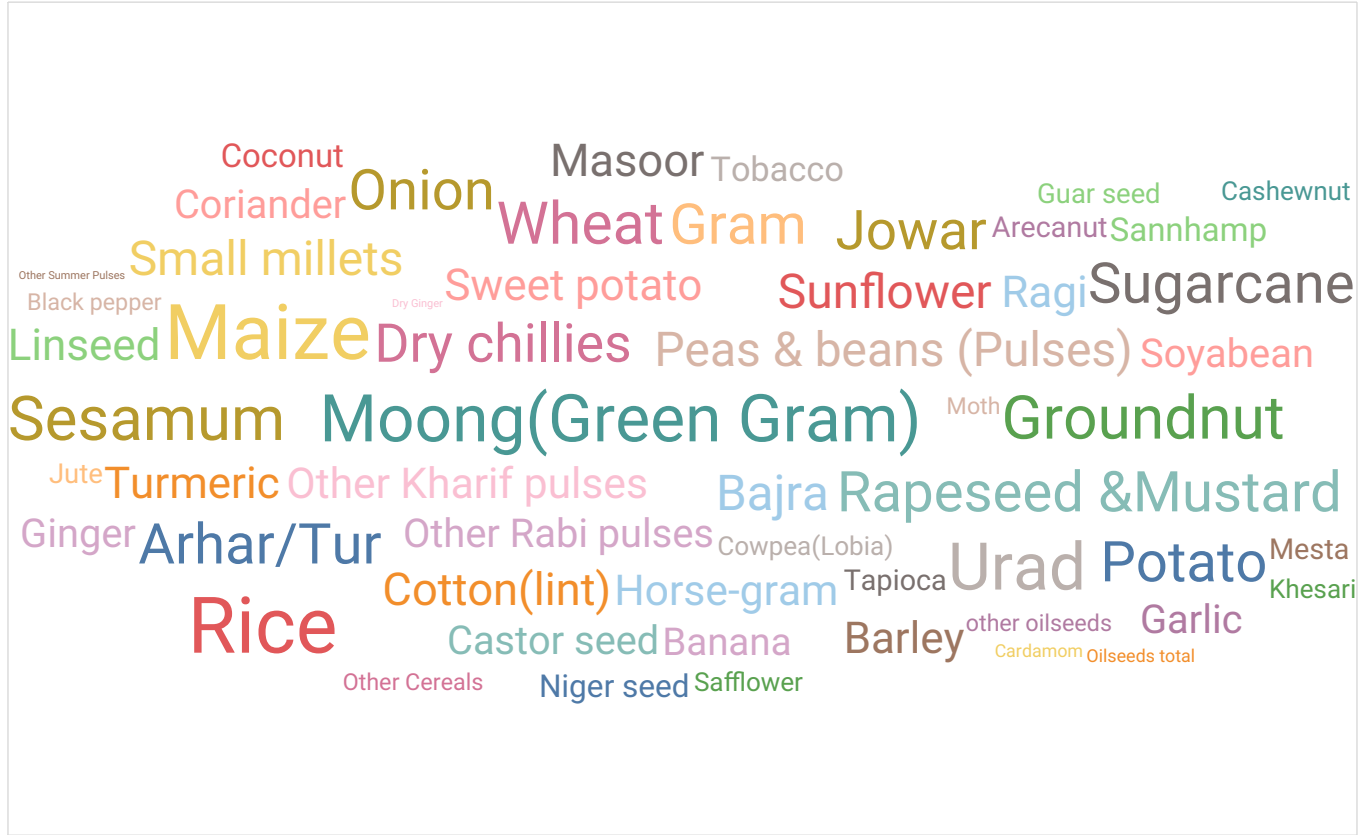 Coconut
Masoor
Tobacco
Onion
Coriander
Guar seed
Cashewnut
Wheat
Gram
Jowar
Arecanut
Sannhamp
Small millets
Other Summer Pulses
Sweet potato
Sunflower
Ragi
Sugarcane
Black pepper
Dry Ginger
Linseed
Maize
Dry chillies
Peas & beans (Pulses)
Soyabean
Sesamum
Moong(Green Gram)
Moth
Groundnut
Jute
Turmeric
Other Kharif pulses
Bajra
Rapeseed &Mustard
Ginger
Arhar/Tur
Other Rabi pulses
Cowpea(Lobia)
Urad
Potato
Mesta
Cotton(lint)
Horse-gram
Tapioca
Khesari
Rice
Castor seed
Banana
Barley
other oilseeds
Garlic
Cardamom
Oilseeds total
Other Cereals
Niger seed
Safflower